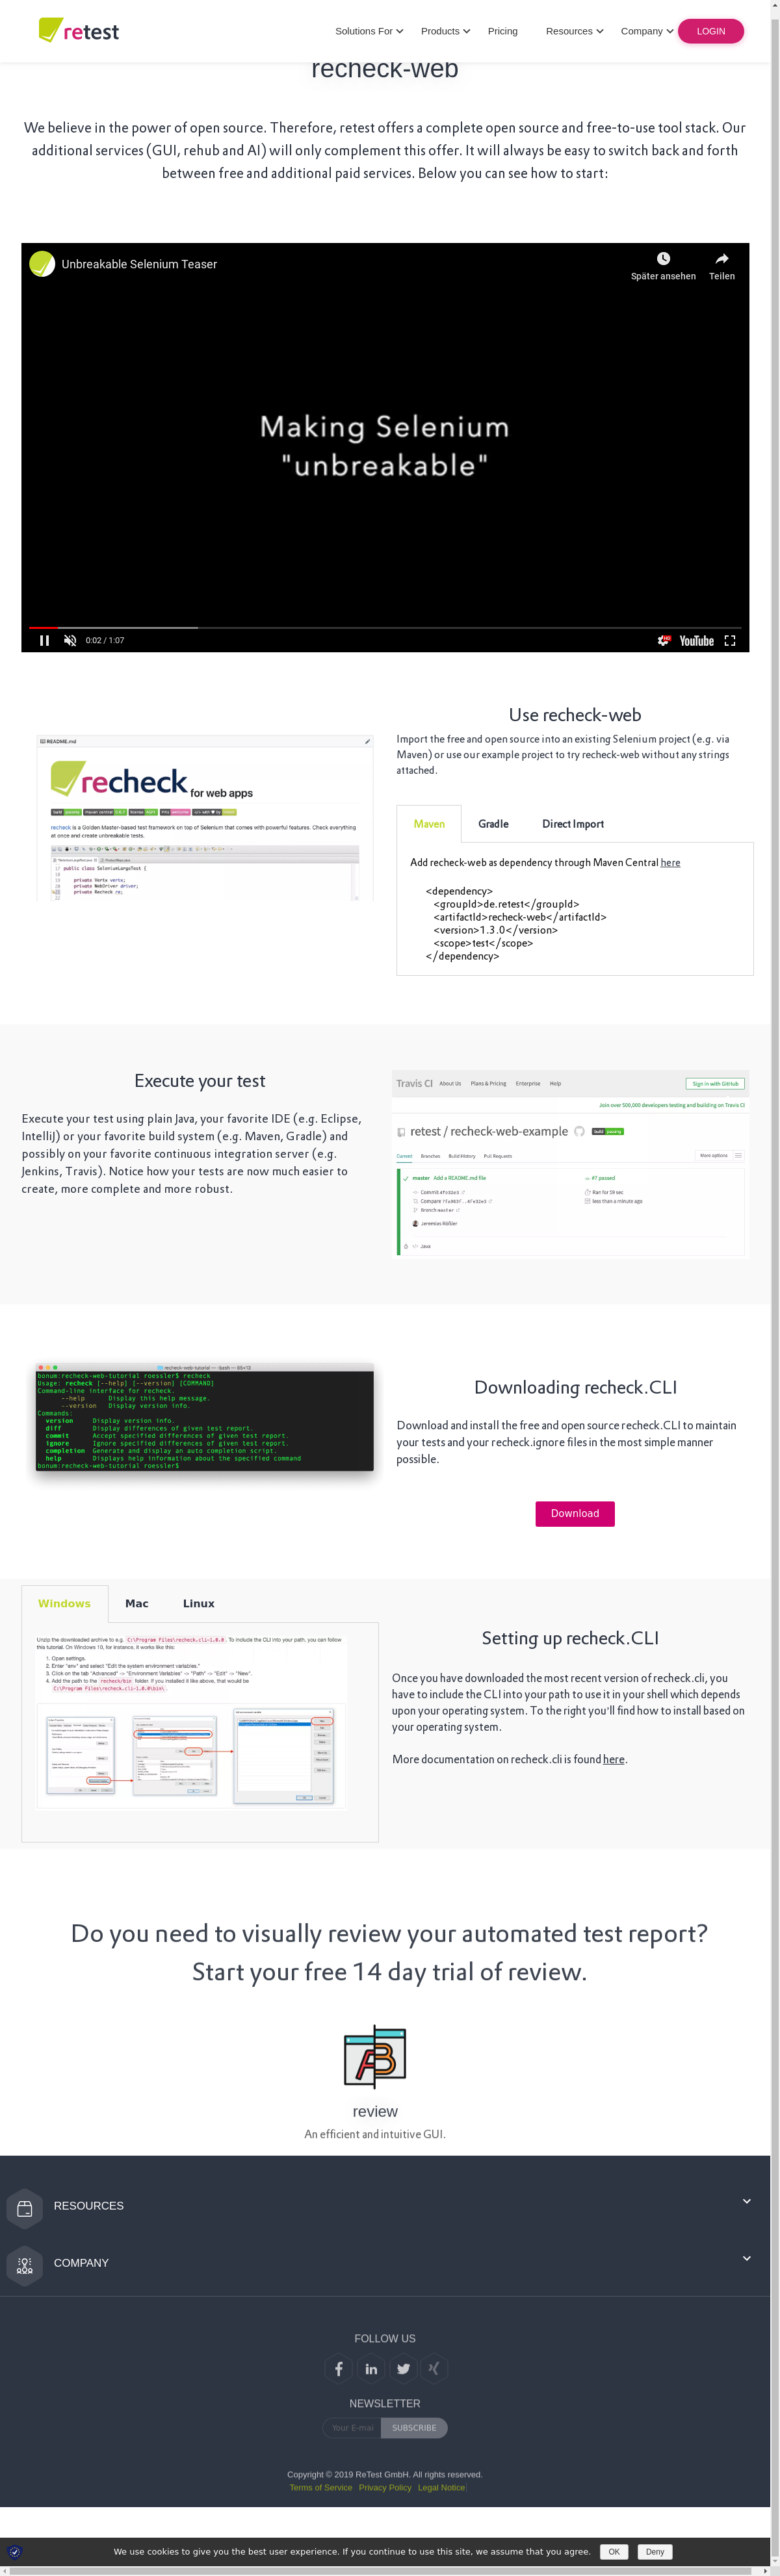 retest
Solutions For
Products
Pricing
Resources
Company
LOGIN
recheck-web
We believe in the power of open source. Therefore, retest offers a complete open source and free-to-use tool stack. Our
additional services (GUI, rehub and AI) will only complement this offer. It will always be easy to switch back and forth
between free and additional paid services. Below you can see how to start:
Unbreakable Selenium Teaser
Später ansehen
Teilen
Making Selenium
"unbreakable"
0:02 / 1:07
HD
YouTube
Use recheck-web
Import the free and open source into an existing Selenium project (e.g. via
Maven) or use our example project to try recheck-web without any strings
attached.
README.md
recheck for web apps
recheck is a Golden Master-based test framework on top of Selenium that comes with powerful features. Check everything
at once and create unbreakable tests.
17 public class SeleniumLangsTest {
18
19 Vertx vertx;
20 WebDriver driver;
21 Recheck re;
Maven
Gradle
Direct Import
Add recheck-web as dependency through Maven Central here
<dependency>
<groupId>de.retest</groupId>
<artifactId>recheck-web</artifactId>
<version>1.3.0</version>
<scope>test</scope>
</dependency>
Execute your test
Execute your test using plain Java, your favorite IDE (e.g. Eclipse,
IntelliJ) or your favorite build system (e.g. Maven, Gradle) and
possibly on your favorite continuous integration server (e.g.
Jenkins, Travis). Notice how your tests are now much easier to
create, more complete and more robust.
Travis CI
About Us
Plans & Pricing
Enterprise
Help
Sign in with GitHub
Join over 500,000 developers testing and building on Travis CI
retest / recheck-web-example
build passing
Current
Branches
Build History
Pull Requests
More options
master Add a README.md file
#7 passed
Ran for 59 sec
less than a minute ago
Branch master
Jeremias Rößler
Java
recheck-web-tutorial — -bash — 85×13
bonum:recheck-web-tutorial roessler$ recheck
Usage: recheck [--help] [--version] [COMMAND]
Command-line interface for recheck.
--help Display this help message.
--version Display version info.
Commands:
version Display version info.
diff Display differences of given test report.
commit Accept specified differences of given test report.
ignore Ignore specified differences of given test report.
completion Generate and display an auto completion script.
help Displays help information about the specified command
bonum:recheck-web-tutorial roessler$
Downloading recheck.CLI
Download and install the free and open source recheck.CLI to maintain
your tests and your recheck.ignore files in the most simple manner
possible.
Download
Windows
Mac
Linux
Unzip the downloaded archive to e.g. C:\Program Files\recheck.cli-1.0.0. To include the CLI into your path, you can follow
this tutorial. On Windows 10, for instance, it works like this:
1. Open settings.
2. Enter "env" and select "Edit the system environment variables."
3. Click on the tab "Advanced" -> "Environment Variables" -> "Path" -> "Edit" -> "New".
4. Add to the path to the recheck/bin folder. If you installed it like above, that would be
C:\Program Files\recheck.cli-1.0.0\bin\.
Setting up recheck.CLI
Once you have downloaded the most recent version of recheck.cli, you
have to include the CLI into your path to use it in your shell which depends
upon your operating system. To the right you'll find how to install based on
your operating system.
More documentation on recheck.cli is found here.
Do you need to visually review your automated test report?
Start your free 14 day trial of review.
AB
review
An efficient and intuitive GUI.
RESOURCES
COMPANY
FOLLOW US
NEWSLETTER
Your E-mai
SUBSCRIBE
Copyright © 2019 ReTest GmbH. All rights reserved.
Terms of Service Privacy Policy Legal Notice
We use cookies to give you the best user experience. If you continue to use this site, we assume that you agree.
OK
Deny